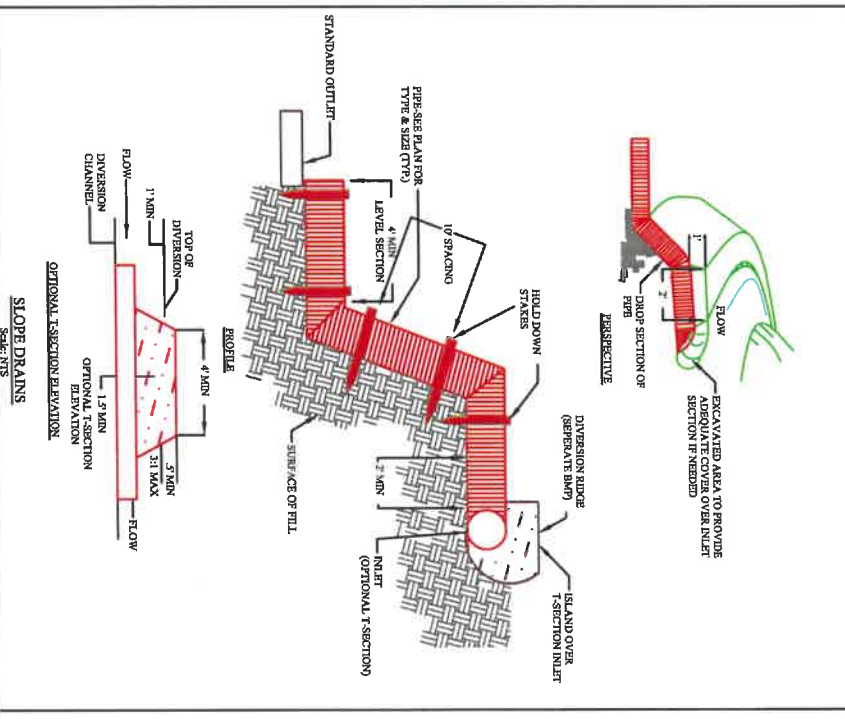 1'
2'
FLOW
DROP SECTION OF
PIPE
EXCAVATED AREA TO PROVIDE
ADEQUATE COVER OVER INLET
SECTION IF NEEDED
PERSPECTIVE
STANDARD OUTLET
PIPE-SEE PLAN FOR
TYPE & SIZE (TYP.)
4' MIN
LEVEL SECTION
10' SPACING
HOLD DOWN
STAKES
DIVERSION RIDGE
(SEPERATE BMP)
ISLAND OVER
T-SECTION INLET
2' MIN
INLET
(OPTIONAL T-SECTION)
SURFACE OF FILL
PROFILE
TOP OF
DIVERSION
1' MIN
FLOW
DIVERSION
CHANNEL
4' MIN
.5' MIN
3:1 MAX
FLOW
1.5' MIN
OPTIONAL T-SECTION
ELEVATION
OPTIONAL T-SECTION ELEVATION
SLOPE DRAINS
Scale: NTS